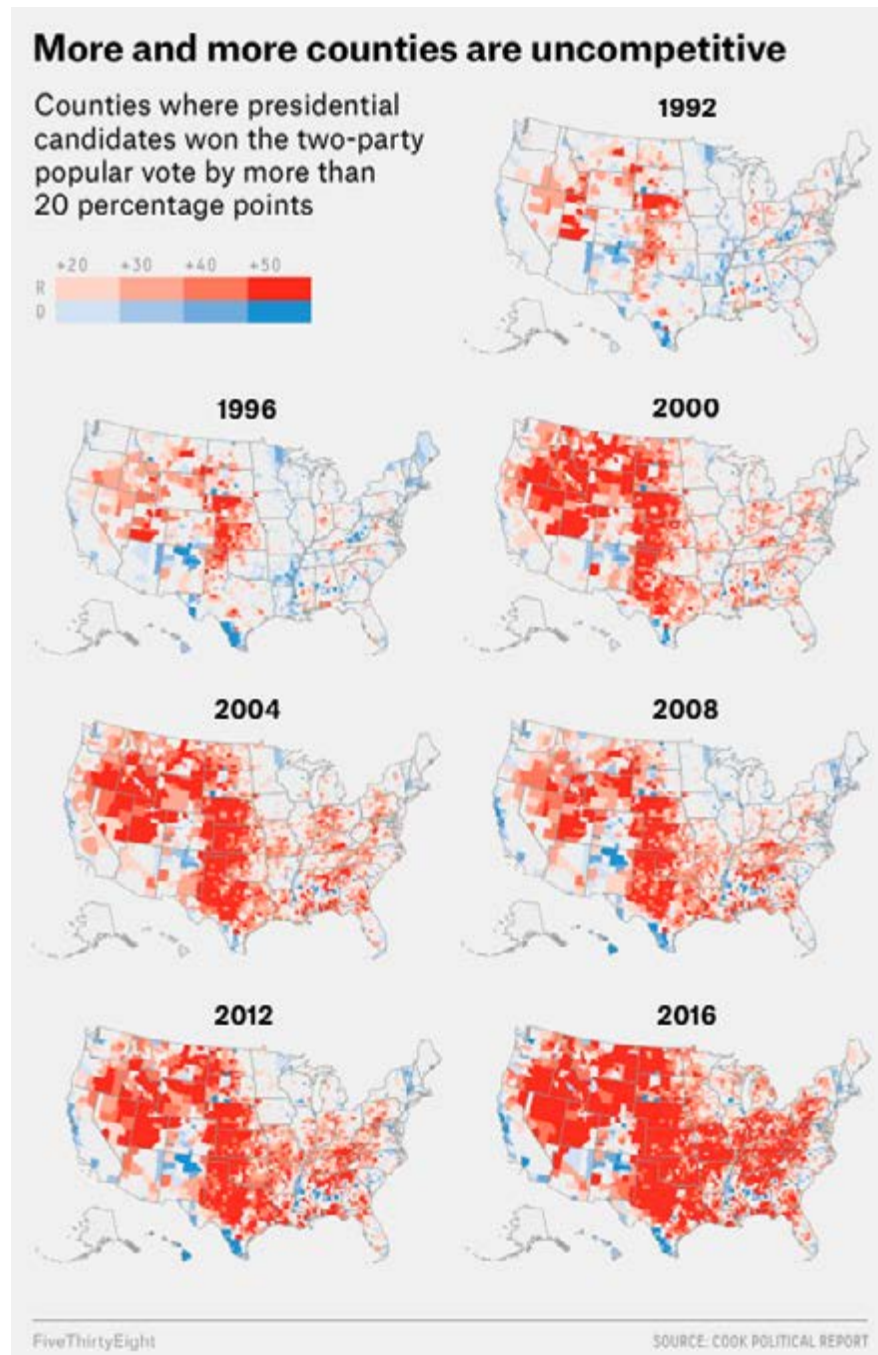 More and more counties are uncompetitive
Counties where presidential
candidates won the two-party
popular vote by more than
20 percentage points
+20 +30 +40 +50
R
D
1992
1996
2000
2004
2008
2012
2016
FiveThirtyEight
SOURCE: COOK POLITICAL REPORT